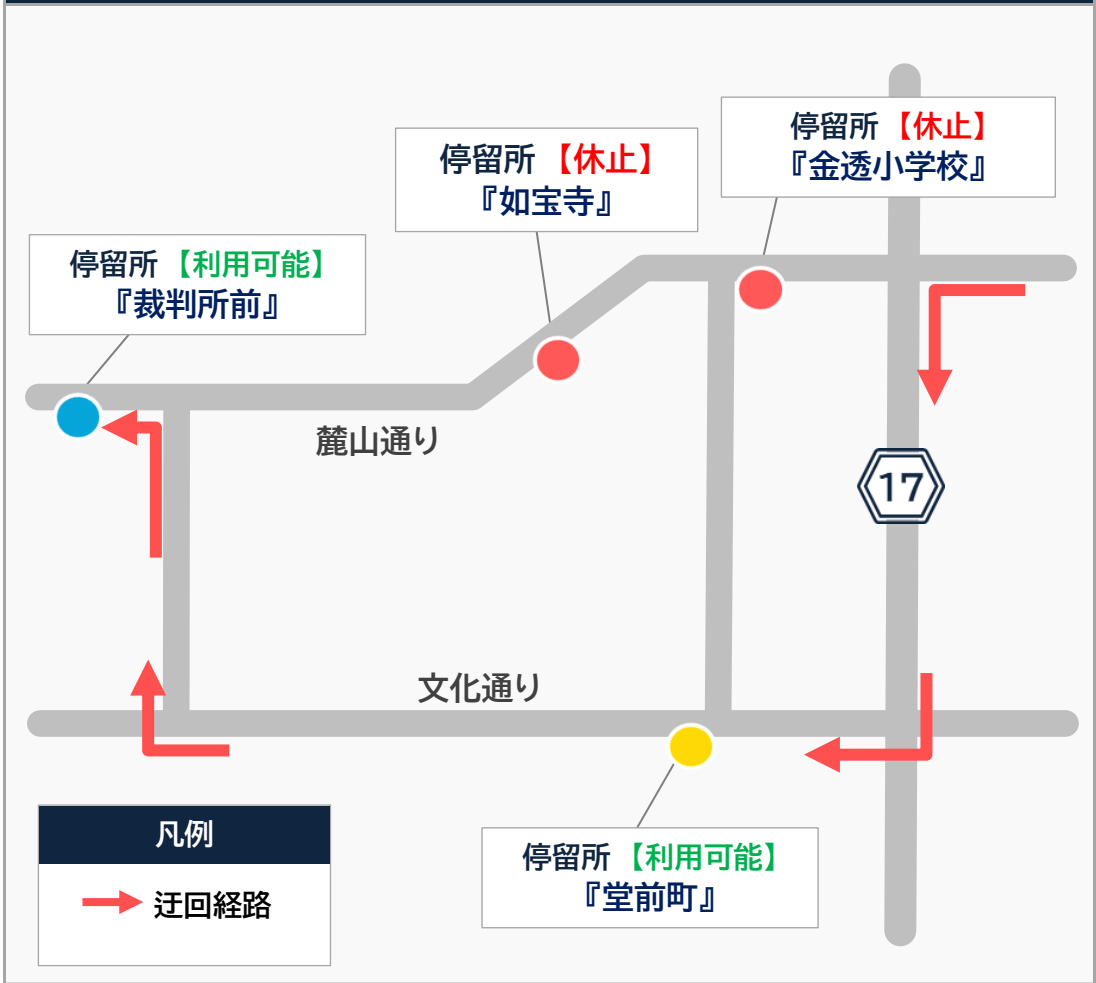 停留所【休止】
『金透小学校』
停留所【休止】
『如宝寺』
停留所【利用可能】
『裁判所前』
麓山通り
17
文化通り
停留所【利用可能】
『堂前町』
凡例
迂回経路